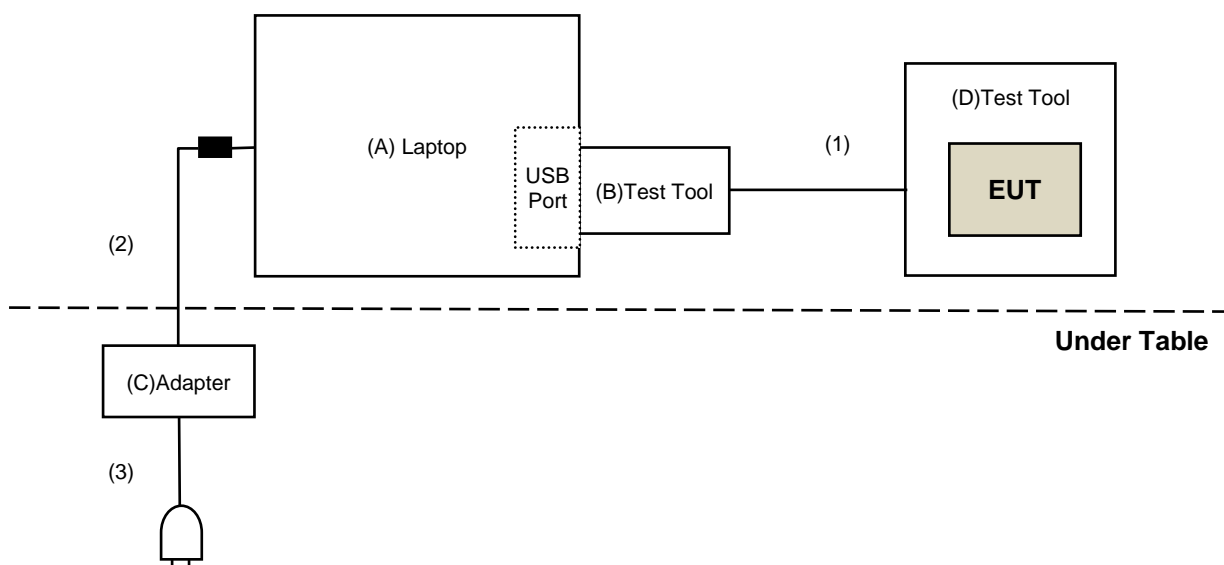 (D)Test Tool
(A) Laptop
(1)
USB
Port
(B)Test Tool
EUT
(2)
Under Table
(C)Adapter
(3)